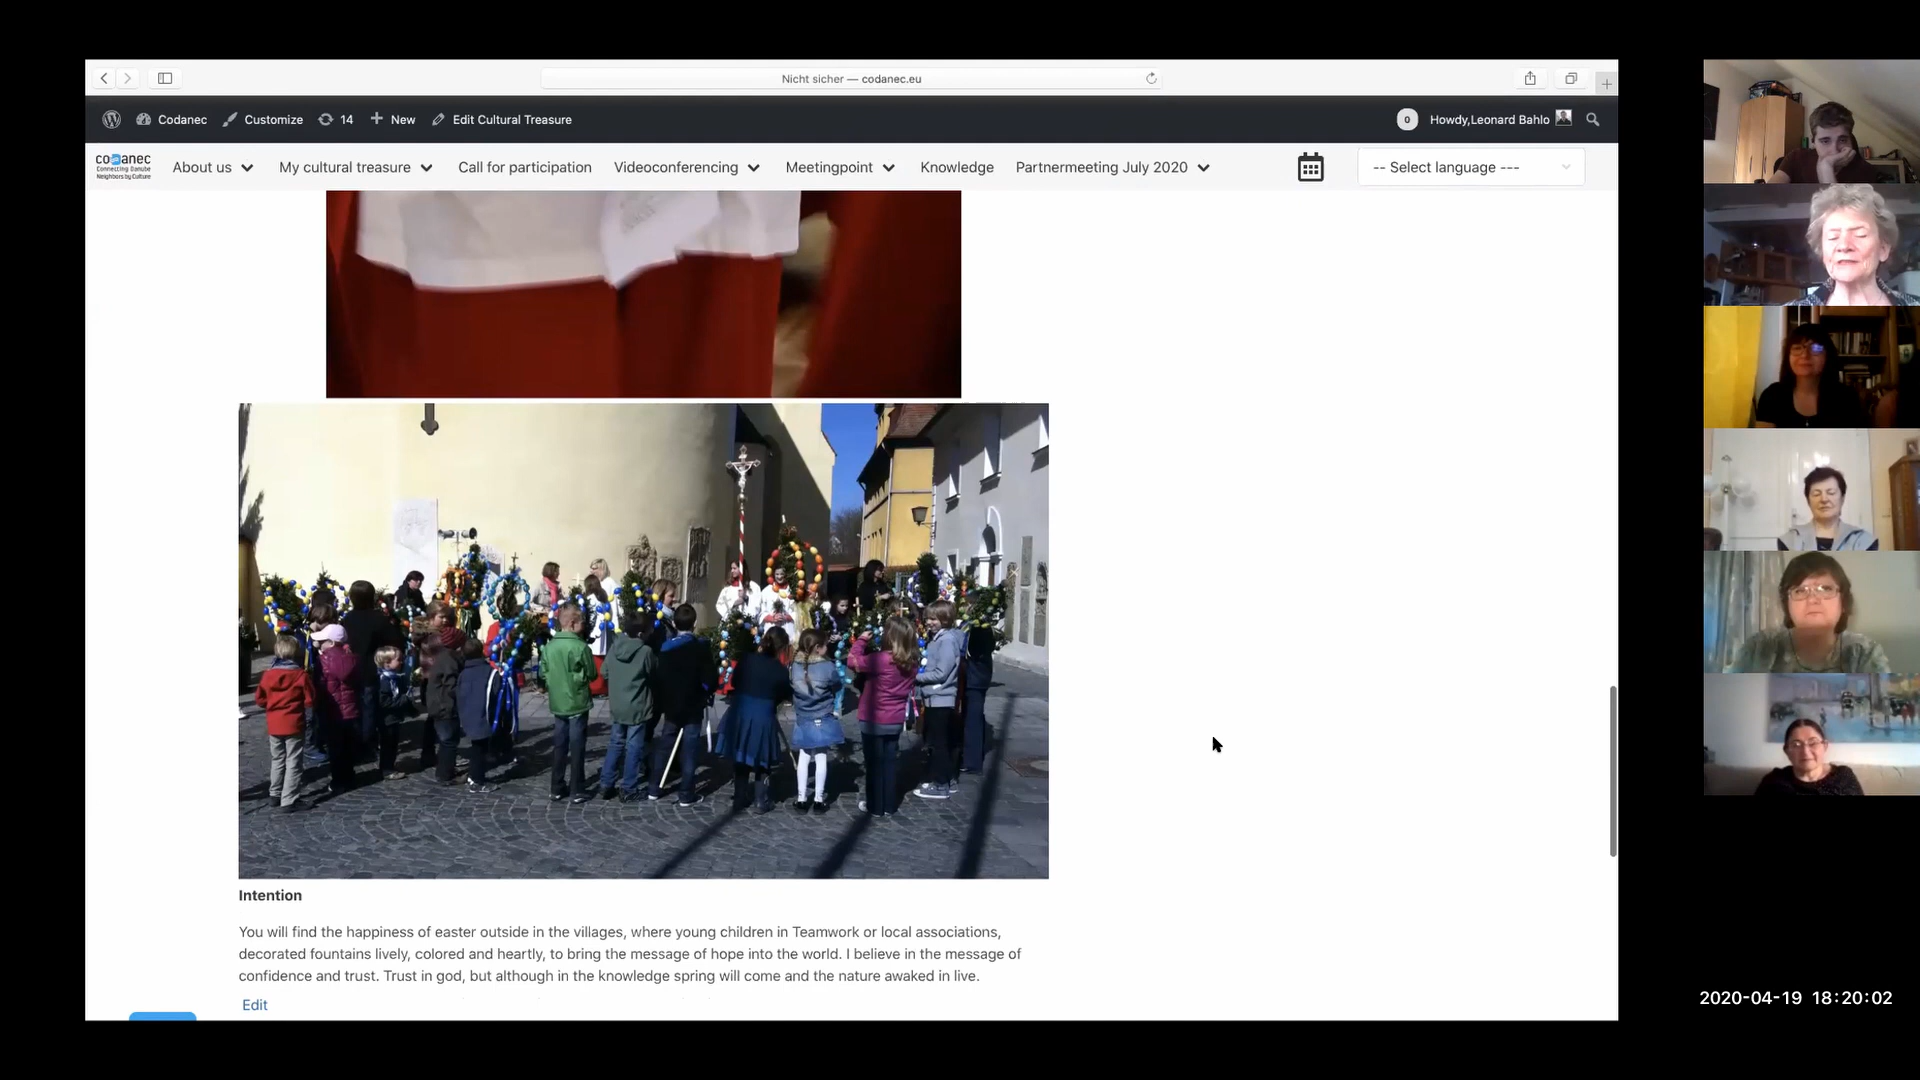 Nicht sicher — codanec.eu
Codanec Customize 14 New Edit Cultural Treasure 0 Howdy,Leonard Bahlo
codanec
Connecting Danube
Neighbors by Culture
About us My cultural treasure Call for participation Videoconferencing Meetingpoint Knowledge Partnermeeting July 2020 -- Select language ---
Intention
You will find the happiness of easter outside in the villages, where young children in Teamwork or local associations,
decorated fountains lively, colored and heartly, to bring the message of hope into the world. I believe in the message of
confidence and trust. Trust in god, but although in the knowledge spring will come and the nature awaked in live.
Edit
2020-04-19 18:20:02